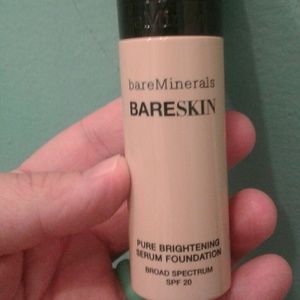 bareMinerals
BARESKIN
PURE BRIGHTENING
SERUM FOUNDATION
BROAD SPECTRUM
SPF 20